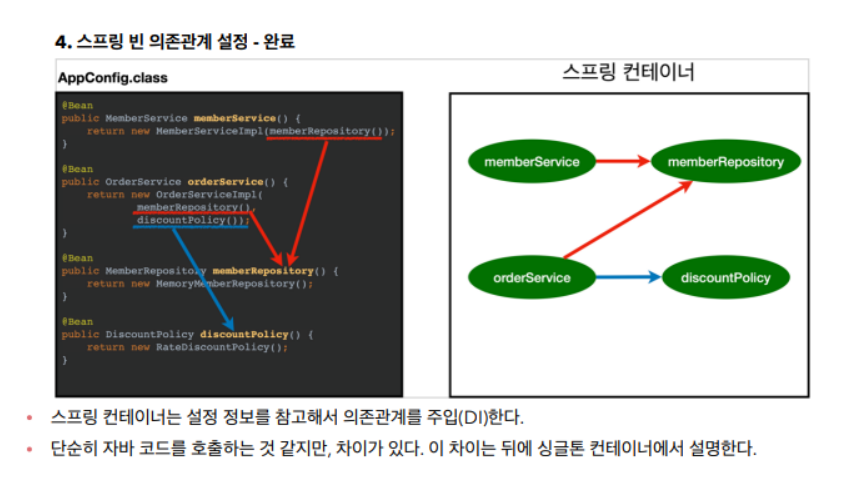 4. 스프링 빈 의존관계 설정 - 완료
AppConfig.class
@Bean
public MemberService memberService() {
return new MemberServiceImpl(memberRepository());
}
@Bean
public OrderService orderService() {
return new OrderServiceImpl(
memberRepository(),
discountPolicy());
}
@Bean
public MemberRepository memberRepository() {
return new MemoryMemberRepository();
}
@Bean
public DiscountPolicy discountPolicy() {
return new RateDiscountPolicy();
}
스프링 컨테이너
memberService
memberRepository
orderService
discountPolicy
• 스프링 컨테이너는 설정 정보를 참고해서 의존관계를 주입(DI)한다.
• 단순히 자바 코드를 호출하는 것 같지만, 차이가 있다. 이 차이는 뒤에 싱글톤 컨테이너에서 설명한다.